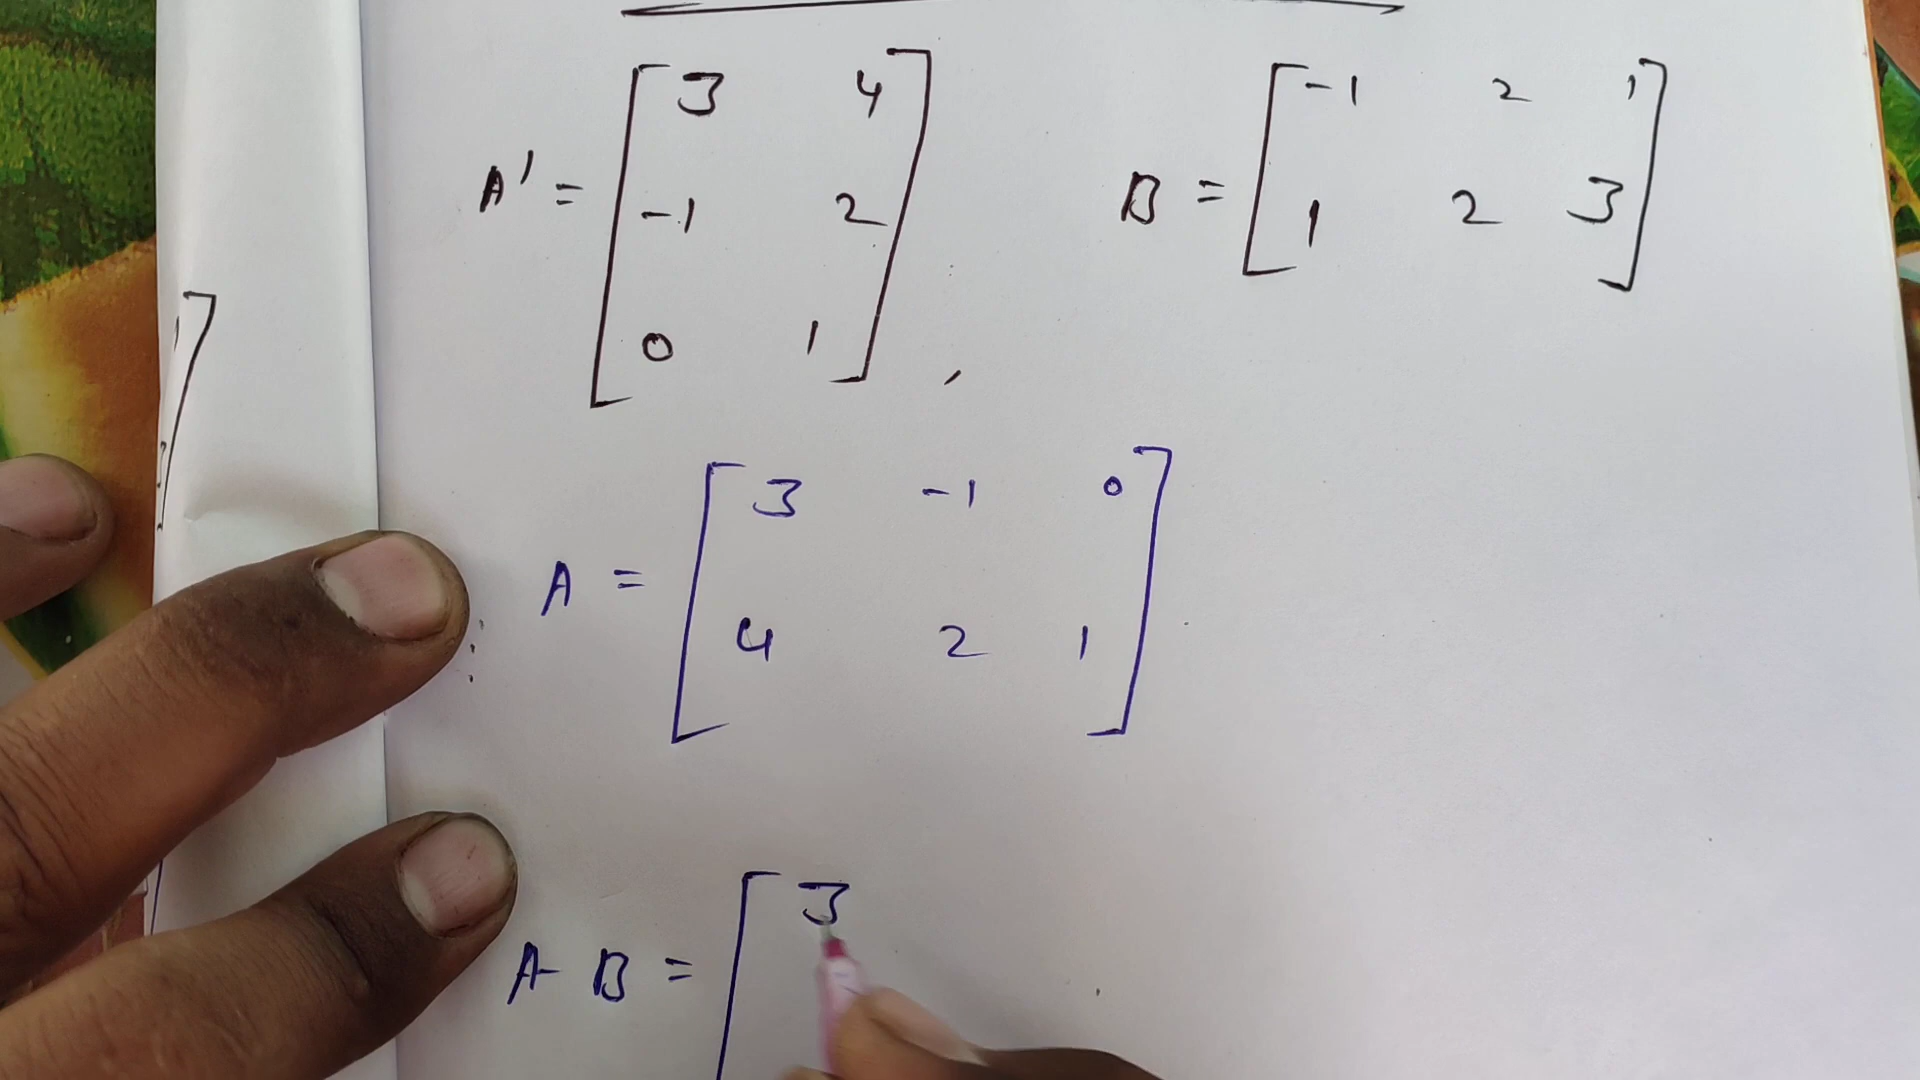 A' = [ 3 4
-1 2
0 1 ] , B = [ -1 2 1
1 2 3 ]
A = [ 3 -1 0
4 2 1 ]
A - B = [ 3